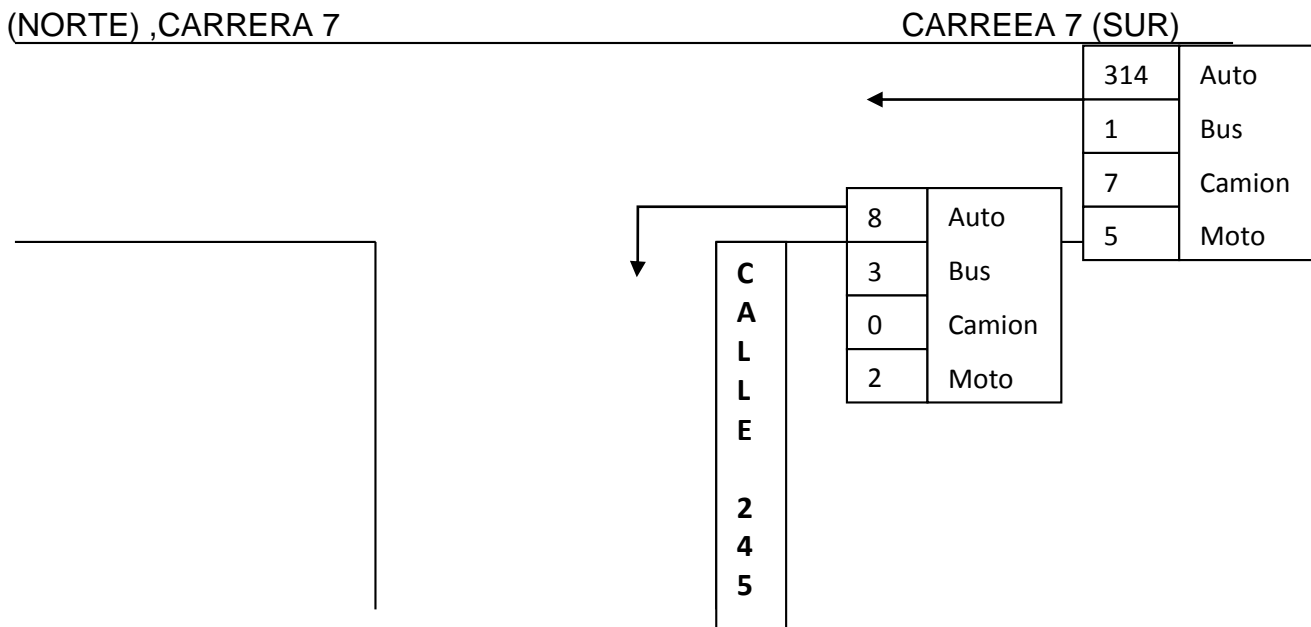 (NORTE) ,CARRERA 7
CARREEA 7 (SUR)
314 Auto
1 Bus
7 Camion
5 Moto
8 Auto
3 Bus
0 Camion
2 Moto
C
A
L
L
E
2
4
5